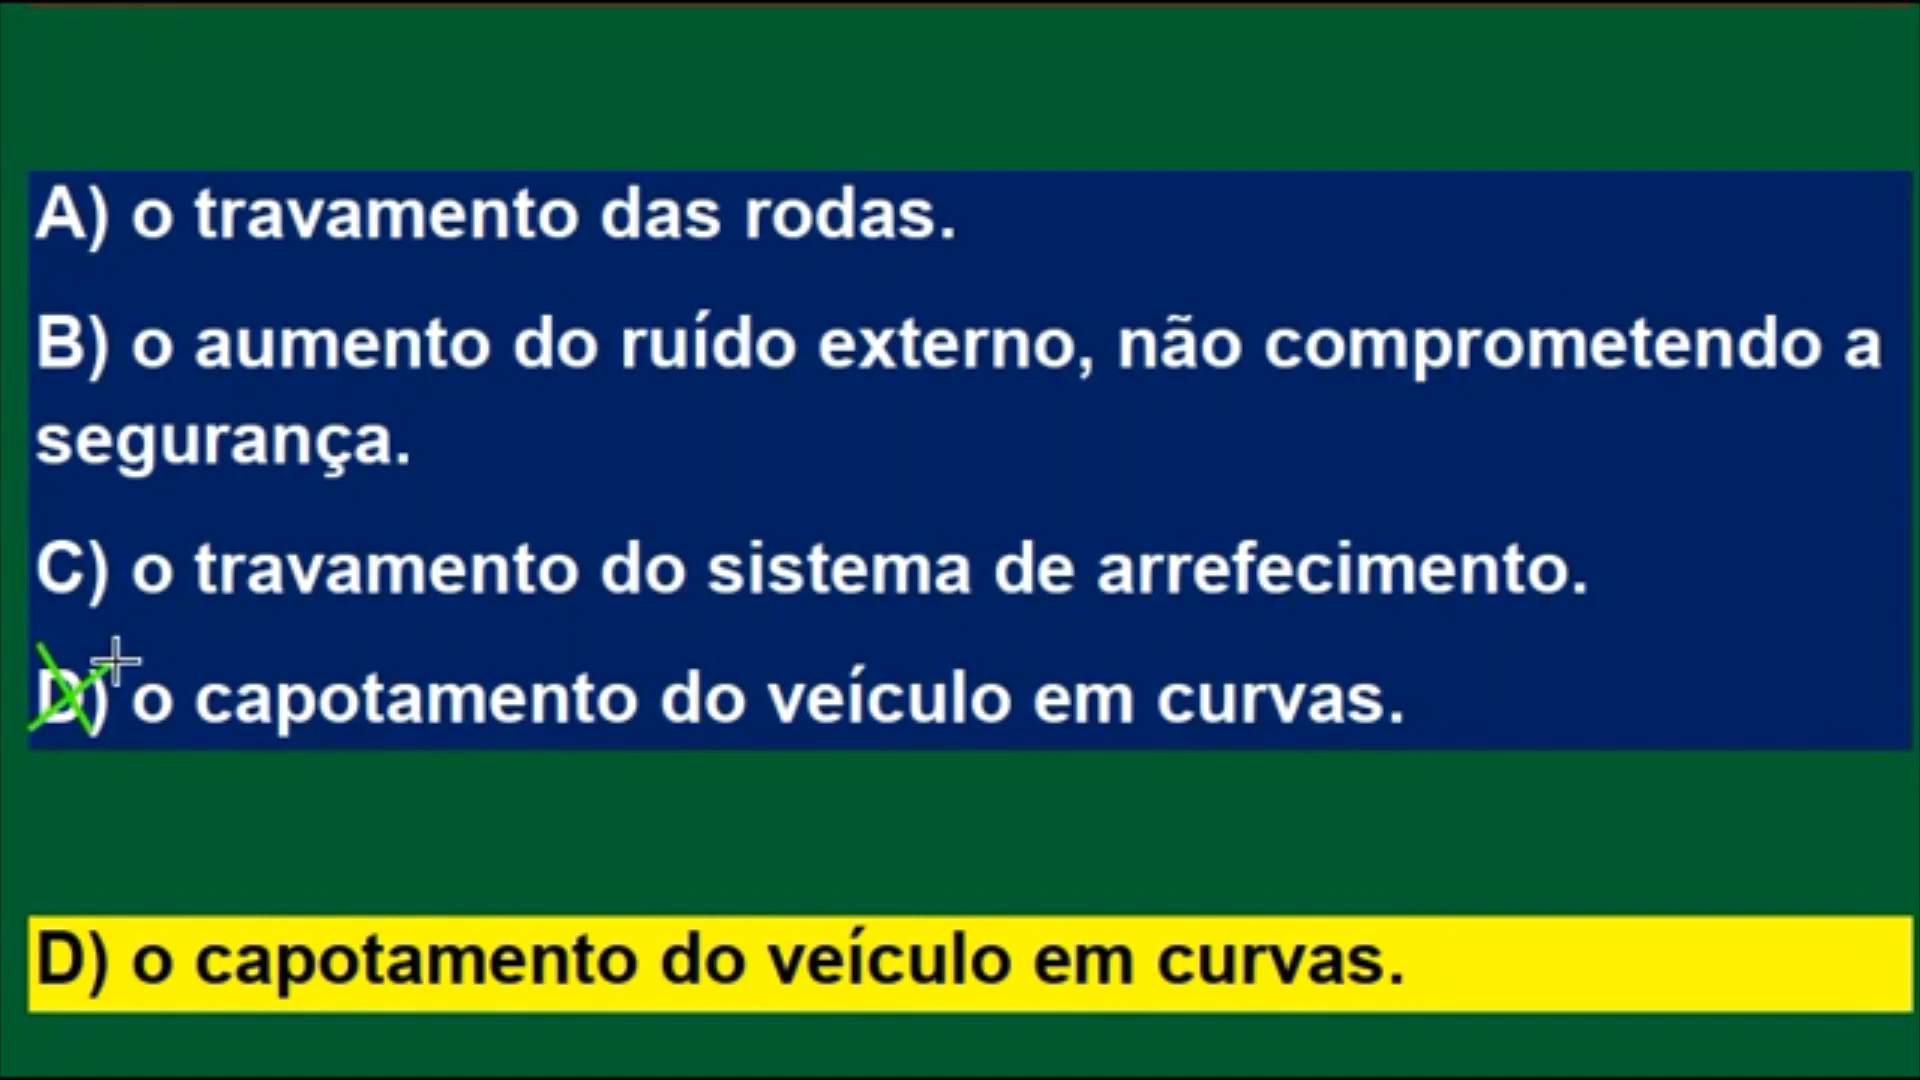 A) o travamento das rodas.
B) o aumento do ruído externo, não comprometendo a
segurança.
C) o travamento do sistema de arrefecimento.
D) o capotamento do veículo em curvas.
D) o capotamento do veículo em curvas.